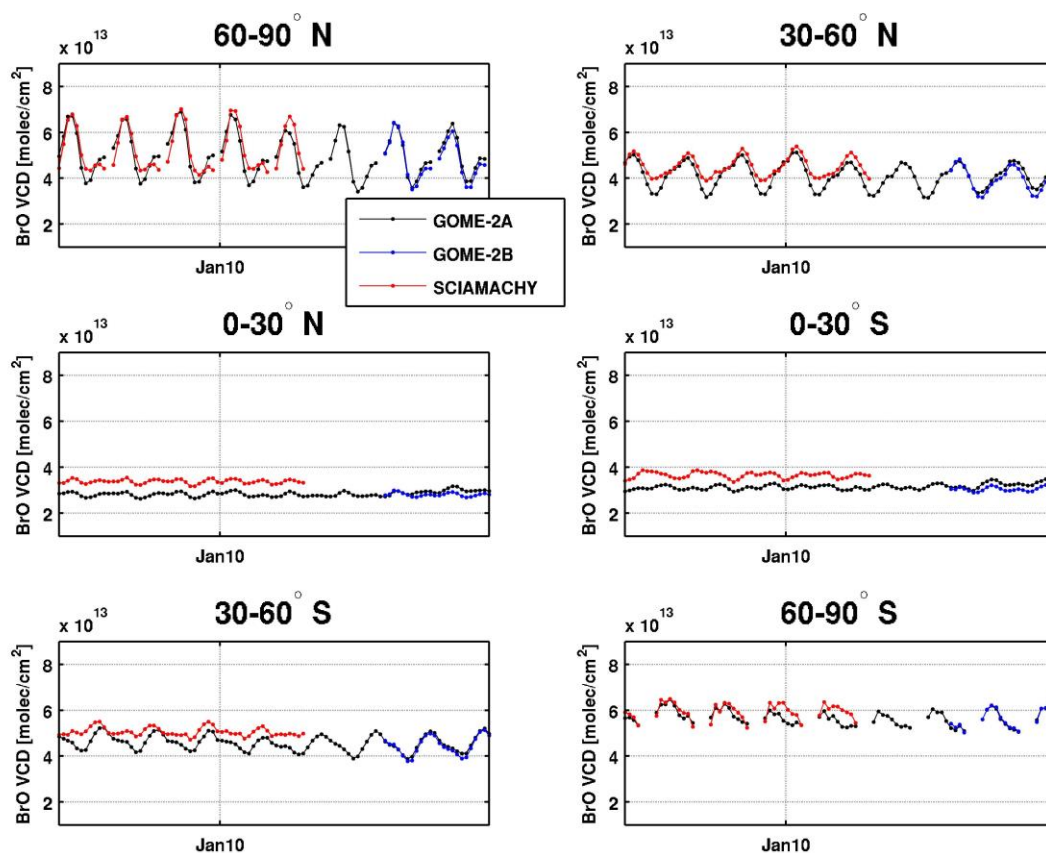 60-90° N
x 10^13
BrO VCD [molec/cm^2]
8
6
4
2
Jan10
30-60° N
x 10^13
BrO VCD [molec/cm^2]
8
6
4
2
Jan10
GOME-2A
GOME-2B
SCIAMACHY
0-30° N
x 10^13
BrO VCD [molec/cm^2]
8
6
4
2
Jan10
0-30° S
x 10^13
BrO VCD [molec/cm^2]
8
6
4
2
Jan10
30-60° S
x 10^13
BrO VCD [molec/cm^2]
8
6
4
2
Jan10
60-90° S
x 10^13
BrO VCD [molec/cm^2]
8
6
4
2
Jan10